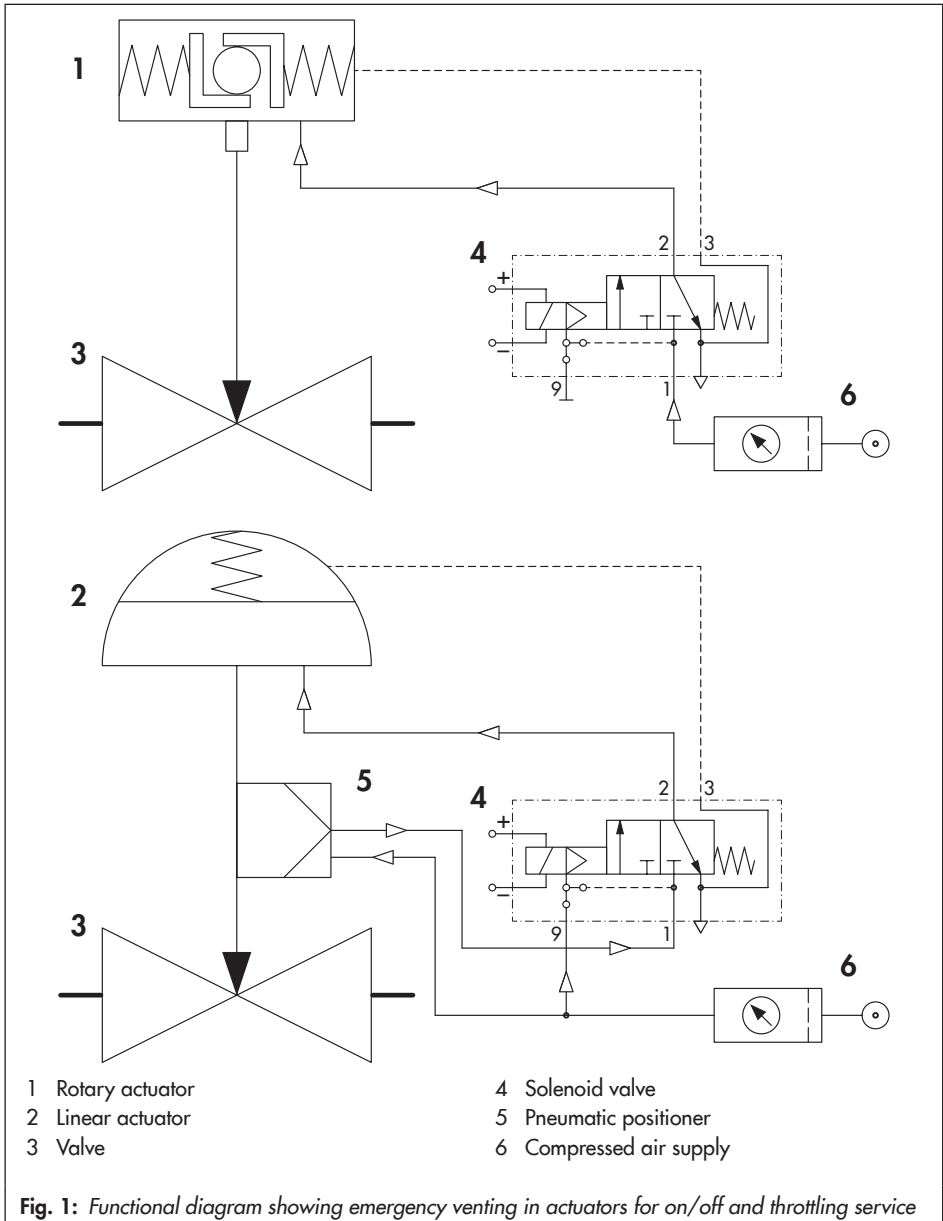 1
2 3
4
+
−
3
9 1
6
2
5
2 3
4
+
−
3
9 1
6
1 Rotary actuator
2 Linear actuator
3 Valve
4 Solenoid valve
5 Pneumatic positioner
6 Compressed air supply
Fig. 1: Functional diagram showing emergency venting in actuators for on/off and throttling service